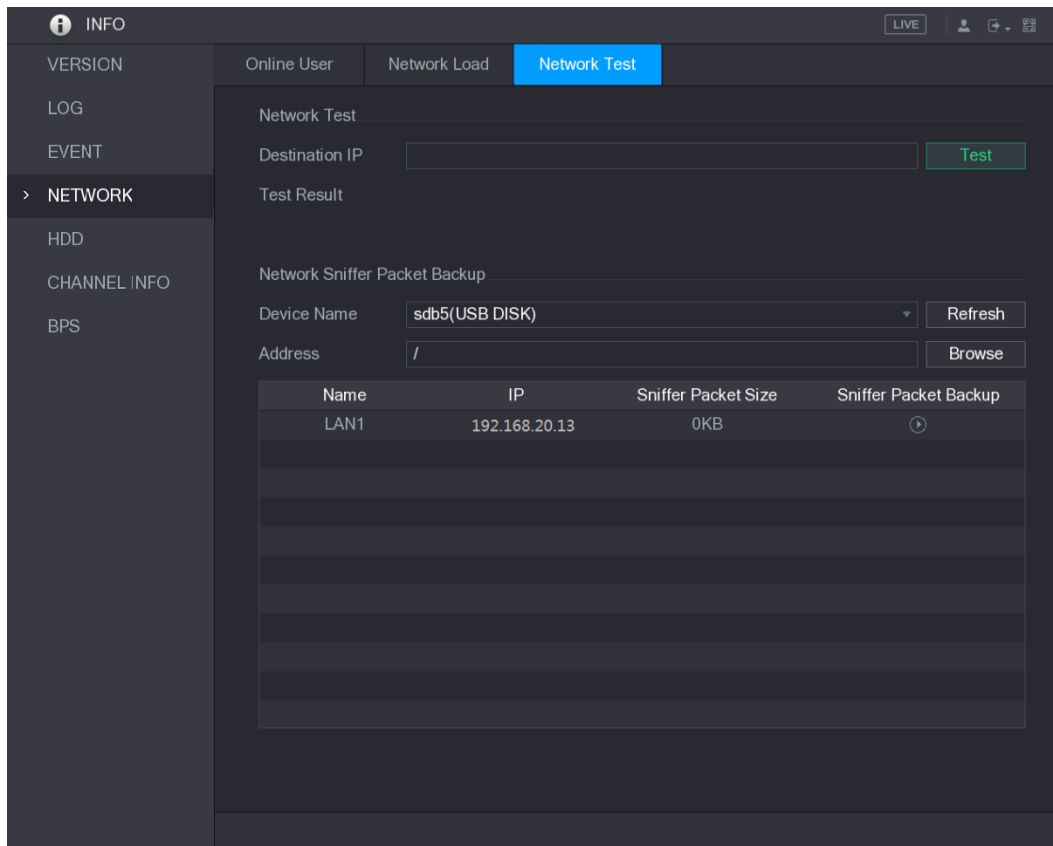 INFO LIVE
VERSION
LOG
EVENT
NETWORK
HDD
CHANNEL INFO
BPS
Online User Network Load Network Test
Network Test
Destination IP Test
Test Result
Network Sniffer Packet Backup
Device Name sdb5(USB DISK) Refresh
Address / Browse
Name IP Sniffer Packet Size Sniffer Packet Backup
LAN1 192.168.20.13 0KB